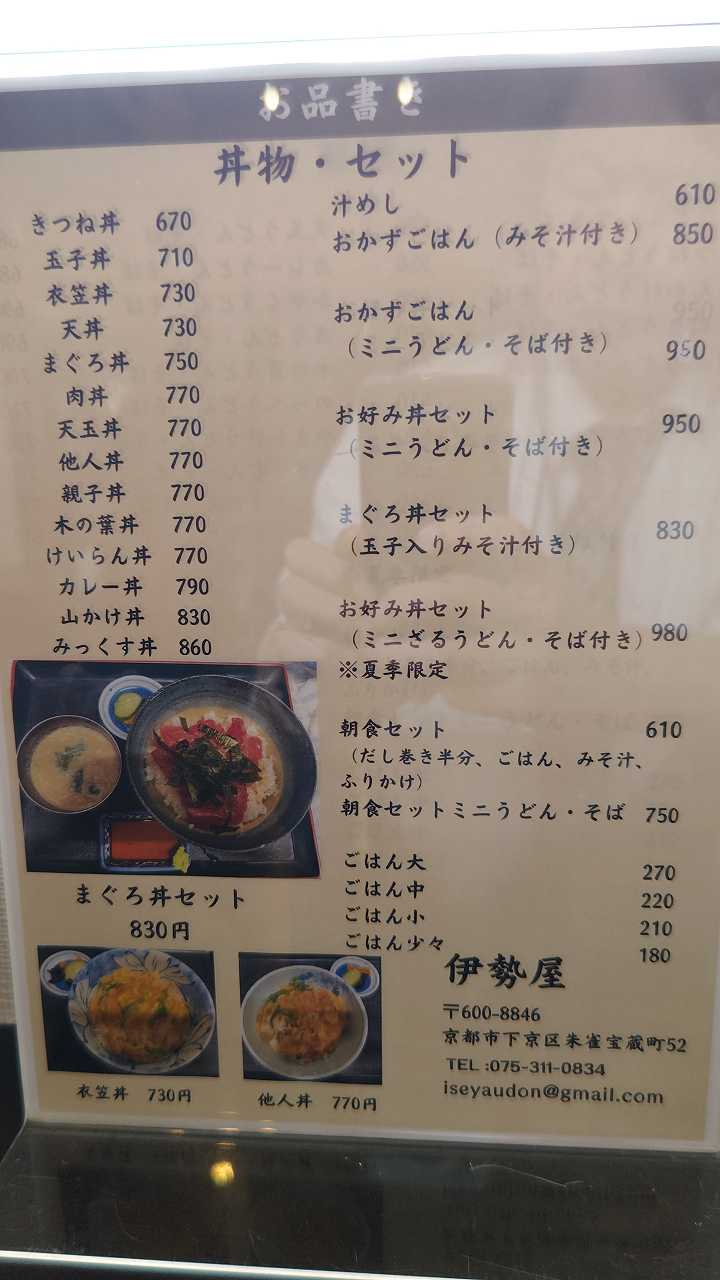 お品書き
丼物・セット
きつね丼 670
玉子丼 710
衣笠丼 730
天丼 730
まぐろ丼 750
肉丼 770
天玉丼 770
他人丼 770
親子丼 770
木の葉丼 770
けいらん丼 770
カレー丼 790
山かけ丼 830
みっくす丼 860
まぐろ丼セット
830円
衣笠丼 730円
他人丼 770円
汁めし 610
おかずごはん（みそ汁付き） 850
おかずごはん
（ミニうどん・そば付き） 950
お好み丼セット 950
（ミニうどん・そば付き）
まぐろ丼セット 830
（玉子入りみそ汁付き）
お好み丼セット
（ミニざるうどん・そば付き） 980
※夏季限定
朝食セット 610
（だし巻き半分、ごはん、みそ汁、
ふりかけ）
朝食セットミニうどん・そば 750
ごはん大 270
ごはん中 220
ごはん小 210
ごはん少々 180
伊勢屋
〒600-8846
京都市下京区朱雀宝蔵町52
TEL:075-311-0834
iseyaudon@gmail.com